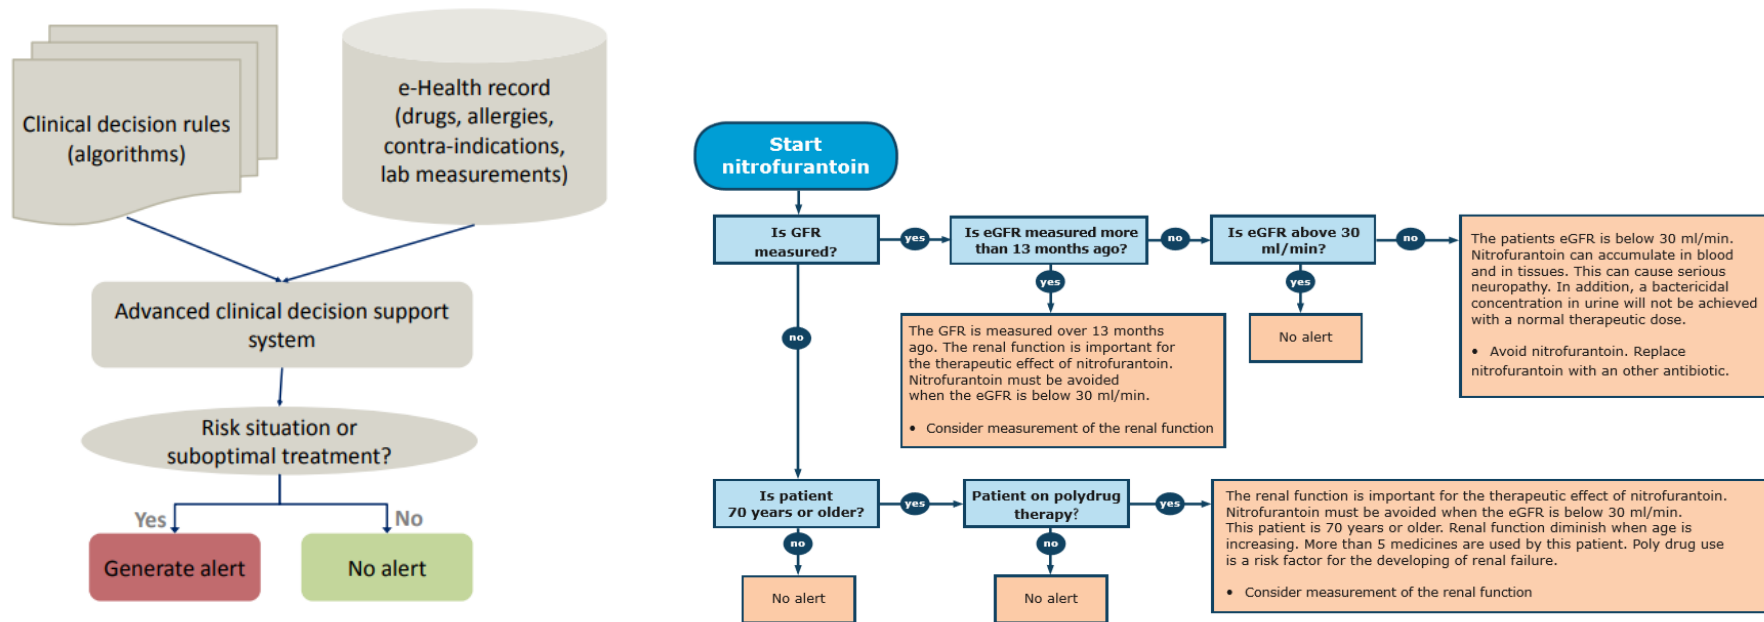 Clinical decision rules
(algorithms)
e-Health record
(drugs, allergies,
contra-indications,
lab measurements)
Advanced clinical decision support
system
Risk situation or
suboptimal treatment?
Yes
No
Generate alert
No alert
Start
nitrofurantoin
Is GFR
measured?
yes
Is eGFR measured more
than 13 months ago?
no
Is eGFR above 30
ml/min?
no
The patients eGFR is below 30 ml/min.
Nitrofurantoin can accumulate in blood
and in tissues. This can cause serious
neuropathy. In addition, a bactericidal
concentration in urine will not be achieved
with a normal therapeutic dose.
• Avoid nitrofurantoin. Replace
nitrofurantoin with an other antibiotic.
yes
yes
The GFR is measured over 13 months
ago. The renal function is important for
the therapeutic effect of nitrofurantoin.
Nitrofurantoin must be avoided
when the eGFR is below 30 ml/min.
• Consider measurement of the renal function
No alert
no
Is patient
70 years or older?
yes
Patient on polydrug
therapy?
yes
The renal function is important for the therapeutic effect of nitrofurantoin.
Nitrofurantoin must be avoided when the eGFR is below 30 ml/min.
This patient is 70 years or older. Renal function diminish when age is
increasing. More than 5 medicines are used by this patient. Poly drug use
is a risk factor for the developing of renal failure.
• Consider measurement of the renal function
no
no
No alert
No alert